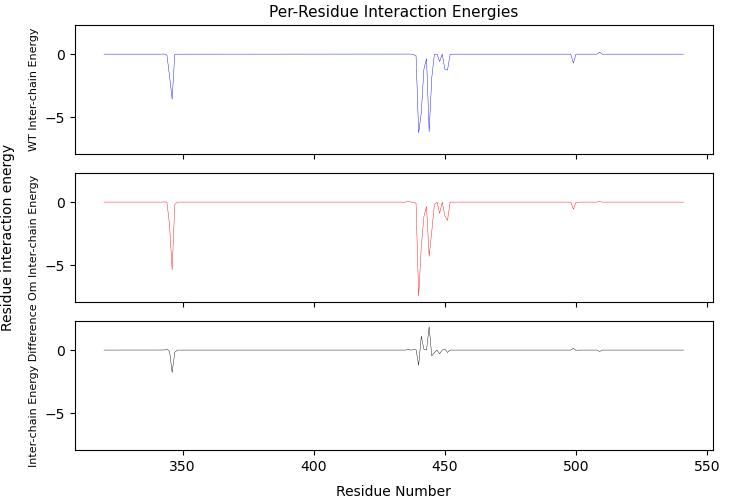 Per-Residue Interaction Energies
Residue interaction energy
WT Inter-chain Energy
0
−5
Om Inter-chain Energy
0
−5
Inter-chain Energy Difference
0
−5
350
400
450
500
550
Residue Number